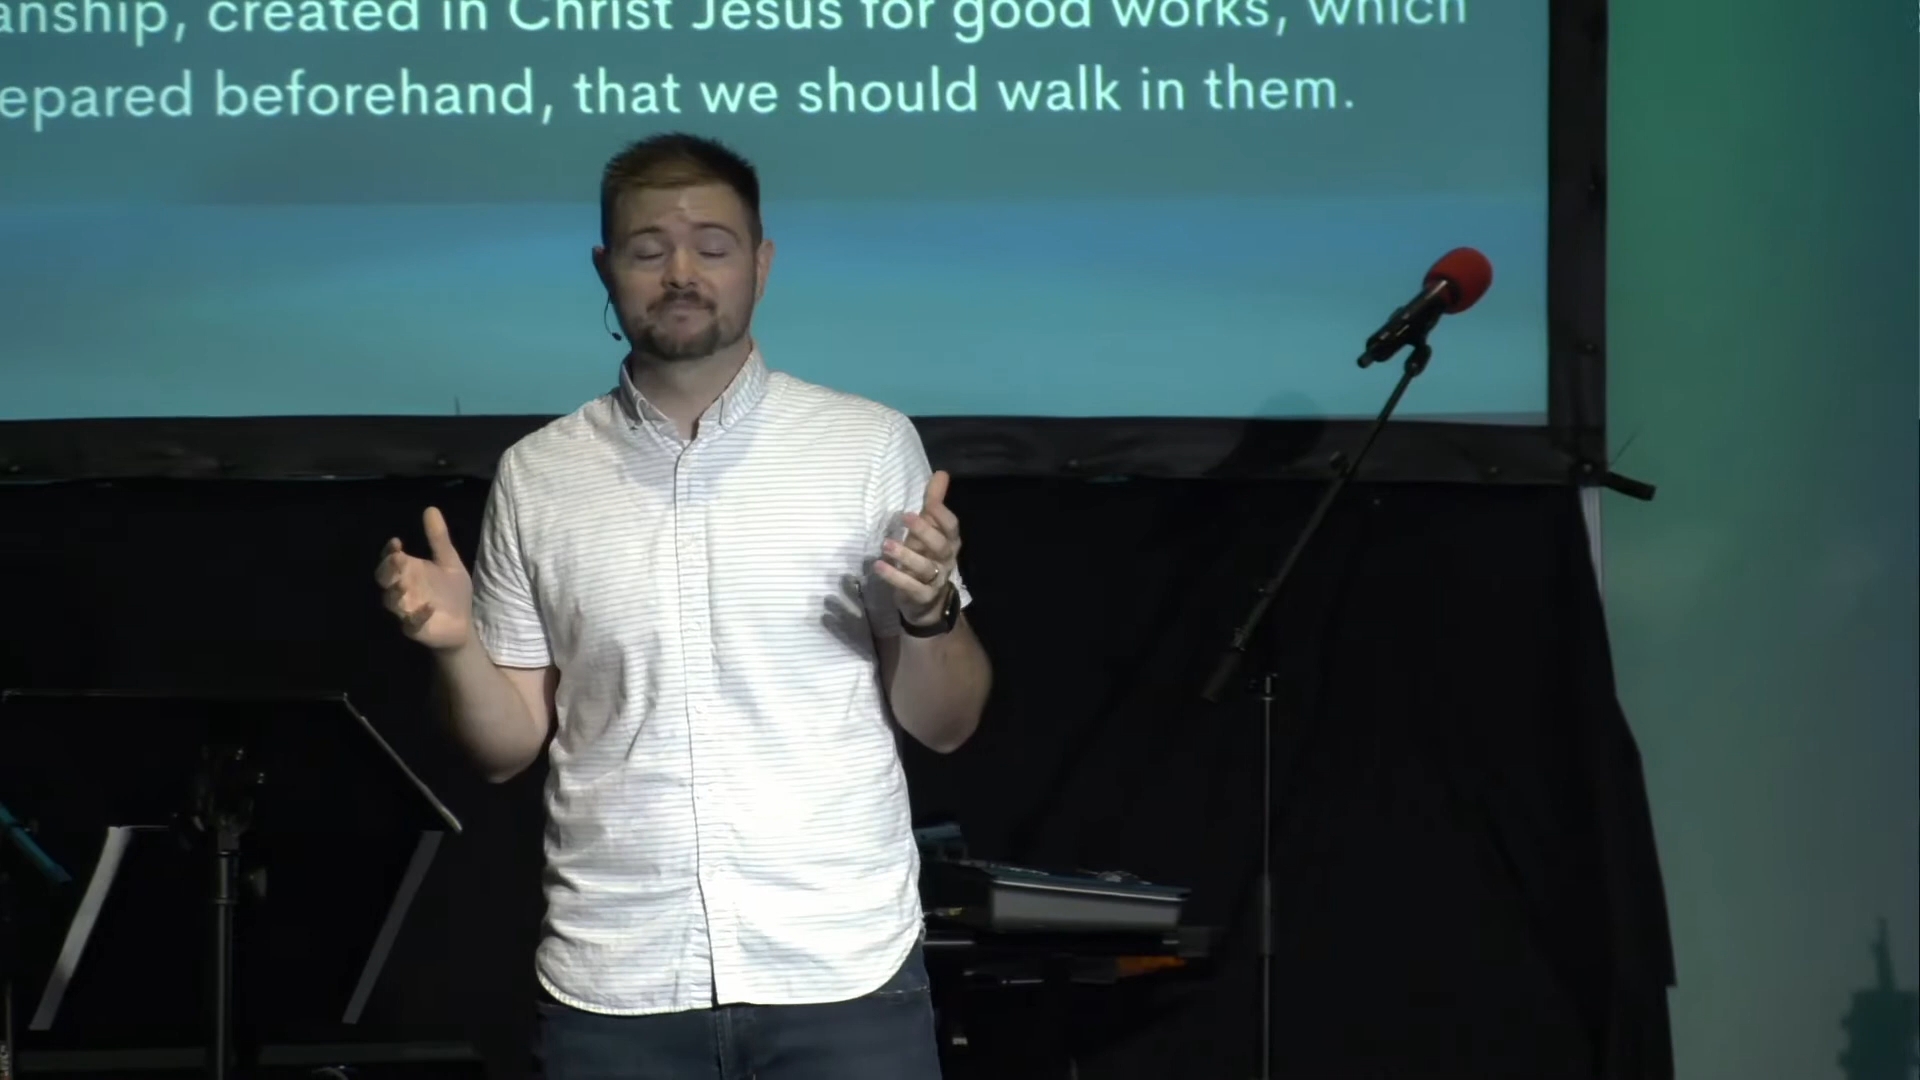 anship, created in Christ Jesus for good works, which
epared beforehand, that we should walk in them.